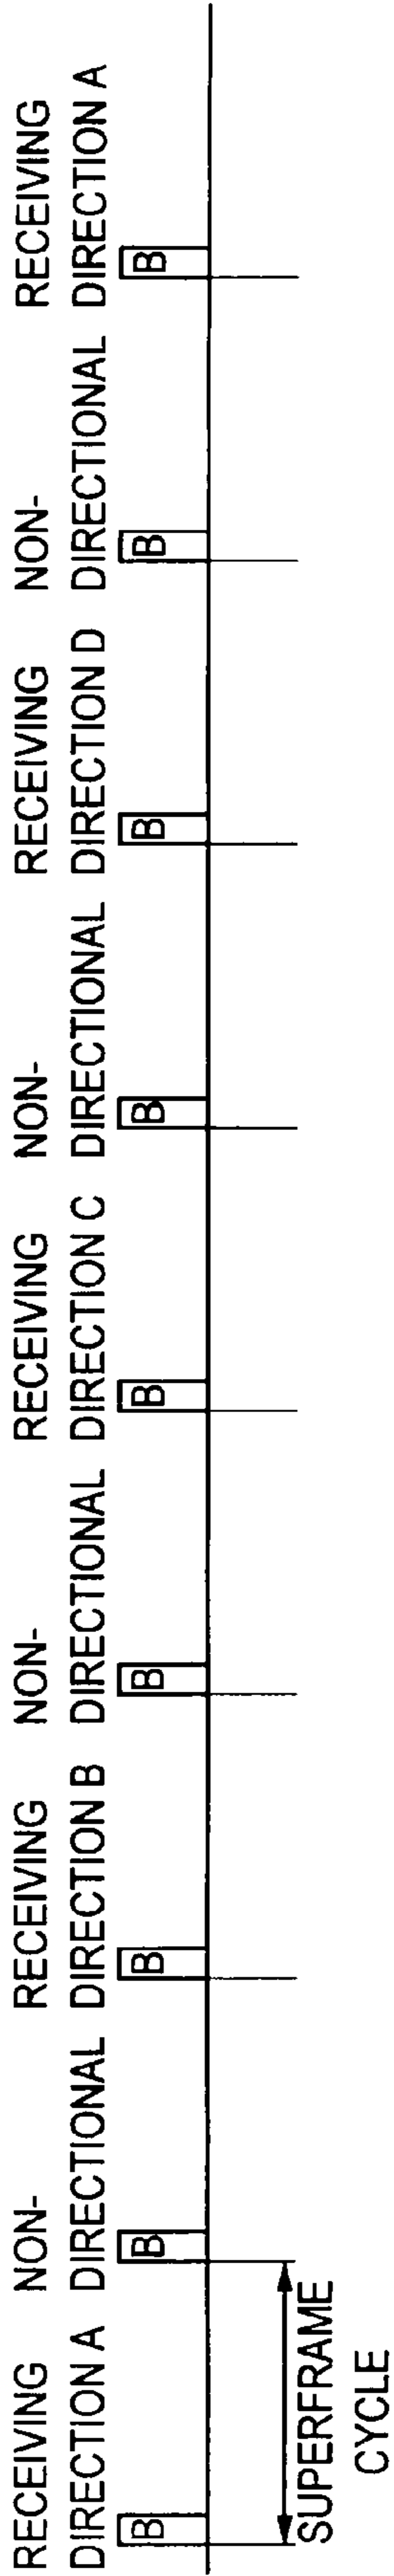 RECEIVING
DIRECTION A
B
NON-
DIRECTIONAL
B
RECEIVING
DIRECTION B
B
NON-
DIRECTIONAL
B
RECEIVING
DIRECTION C
B
NON-
DIRECTIONAL
B
RECEIVING
DIRECTION D
B
NON-
DIRECTIONAL
B
RECEIVING
DIRECTION A
B
SUPERFRAME
CYCLE